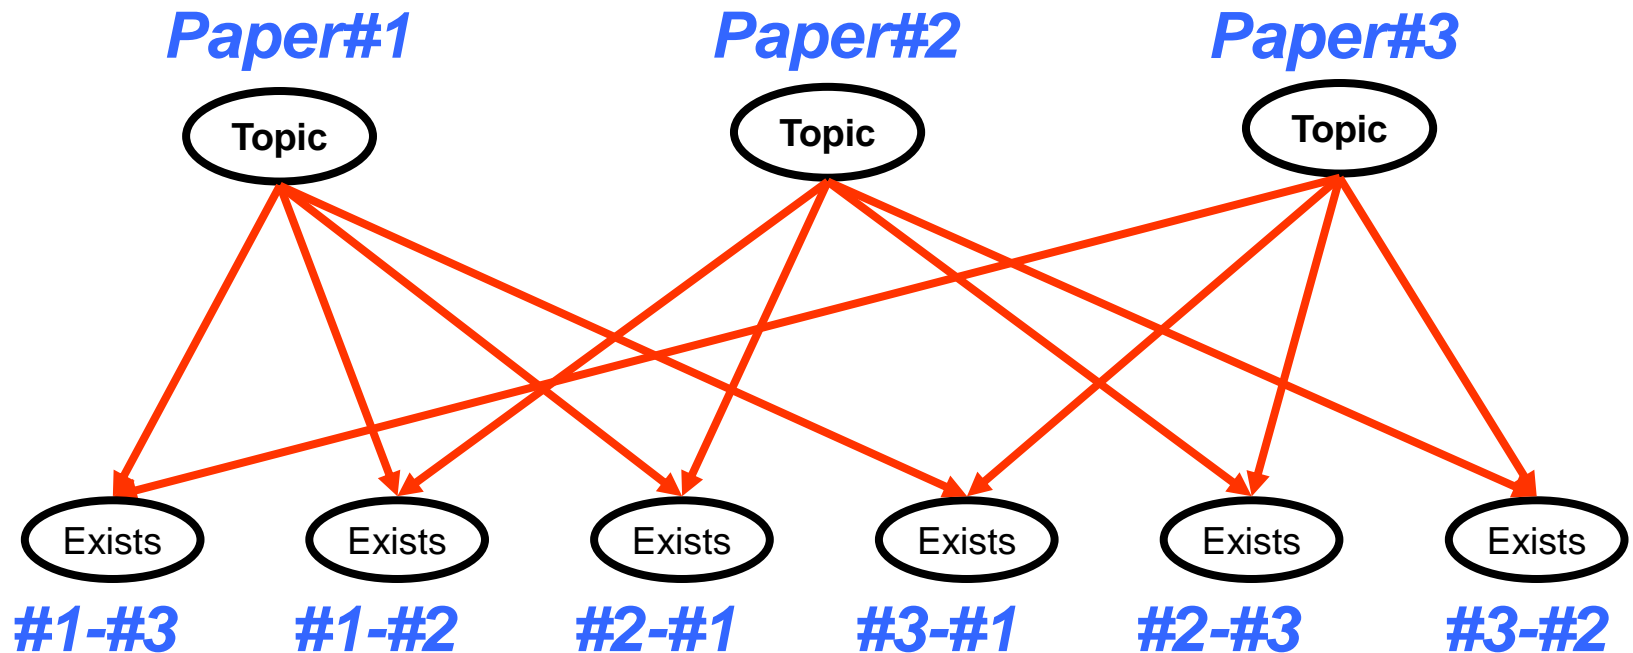 Paper#1 Paper#2 Paper#3
Topic Topic Topic
Exists Exists Exists Exists Exists Exists
#1-#3 #1-#2 #2-#1 #3-#1 #2-#3 #3-#2